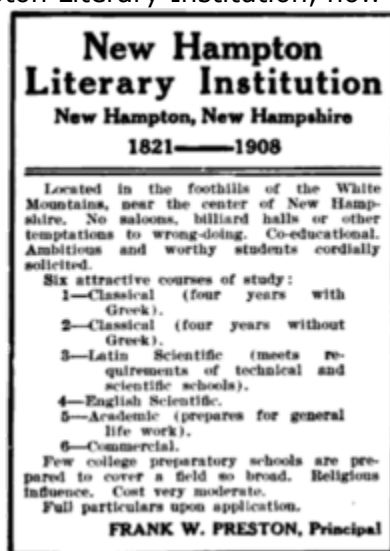 New Hampton
Literary Institution
New Hampton, New Hampshire
1821——1908
Located in the foothills of the White
Mountains, near the center of New Hamp-
shire. No saloons, billiard halls or other
temptations to wrong-doing. Co-educational.
Ambitious and worthy students cordially
solicited.
Six attractive courses of study:
1—Classical (four years with
Greek).
2—Classical (four years without
Greek).
3—Latin Scientific (meets re-
quirements of technical and
scientific schools).
4—English Scientific.
5—Academic (prepares for general
life work).
6—Commercial.
Few college preparatory schools are pre-
pared to cover a field so broad. Religious
influence. Cost very moderate.
Full particulars upon application.
FRANK W. PRESTON, Principal